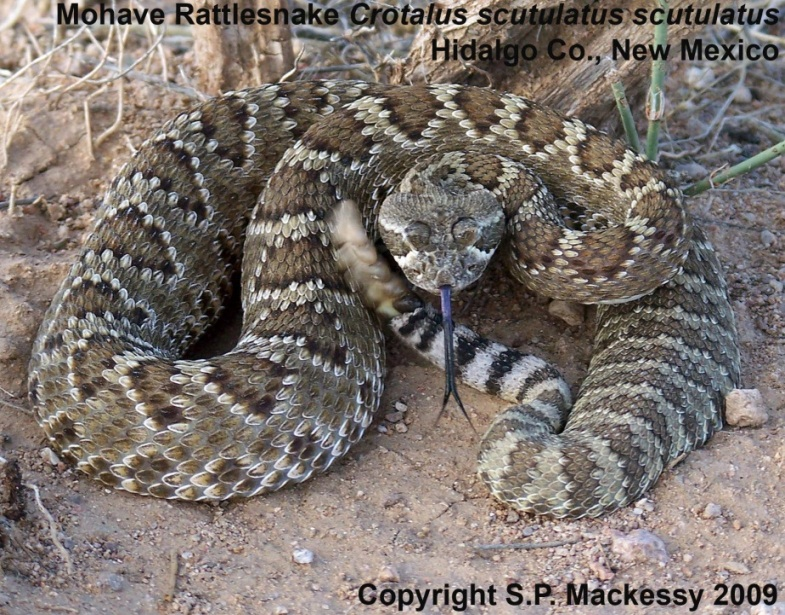 Mohave Rattlesnake Crotalus scutulatus scutulatus
Hidalgo Co., New Mexico
Copyright S.P. Mackessy 2009